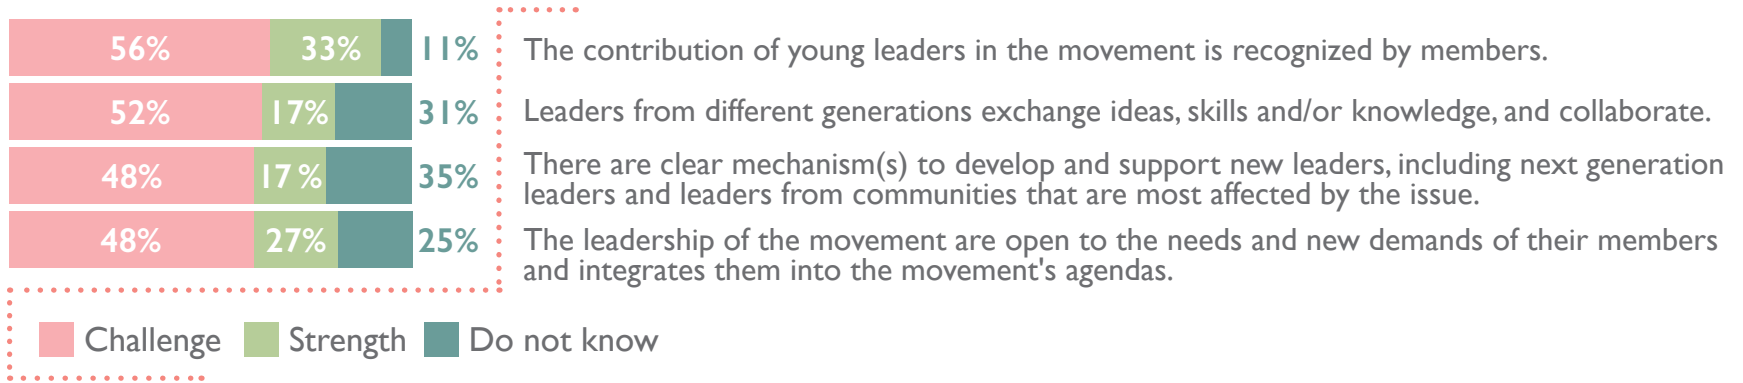 56% 33% 11% The contribution of young leaders in the movement is recognized by members.
52% 17% 31% Leaders from different generations exchange ideas, skills and/or knowledge, and collaborate.
48% 17 % 35% There are clear mechanism(s) to develop and support new leaders, including next generation
leaders and leaders from communities that are most affected by the issue.
48% 27% 25% The leadership of the movement are open to the needs and new demands of their members
and integrates them into the movement's agendas.
Challenge Strength Do not know